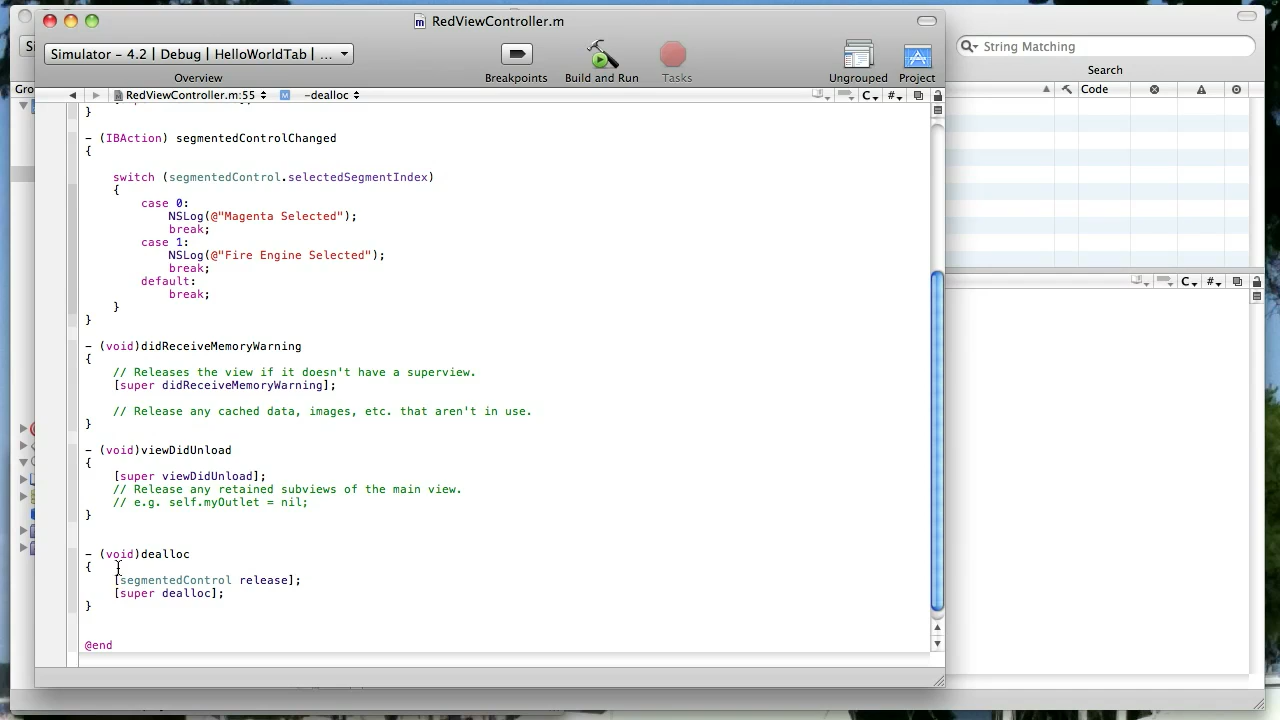 RedViewController.m
Simulator - 4.2 | Debug | HelloWorldTab | ...
Overview
Breakpoints
Build and Run
Tasks
Ungrouped
Project
String Matching
Search
RedViewController.m:55
-dealloc
C
#
Code
}
- (IBAction) segmentedControlChanged
{
switch (segmentedControl.selectedSegmentIndex)
{
case 0:
NSLog(@"Magenta Selected");
break;
case 1:
NSLog(@"Fire Engine Selected");
break;
default:
break;
}
}
- (void)didReceiveMemoryWarning
{
// Releases the view if it doesn't have a superview.
[super didReceiveMemoryWarning];
// Release any cached data, images, etc. that aren't in use.
}
- (void)viewDidUnload
{
[super viewDidUnload];
// Release any retained subviews of the main view.
// e.g. self.myOutlet = nil;
}
- (void)dealloc
{
[segmentedControl release];
[super dealloc];
}
@end
C
#